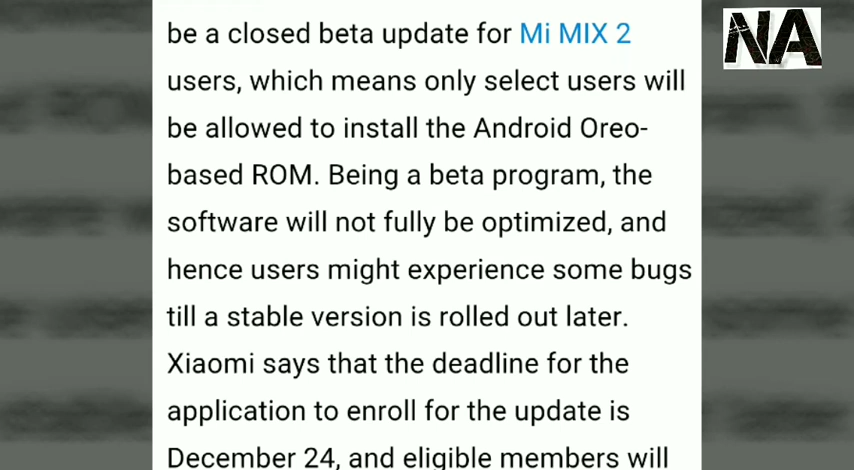 be a closed beta update for Mi MIX 2
users, which means only select users will
be allowed to install the Android Oreo-
based ROM. Being a beta program, the
software will not fully be optimized, and
hence users might experience some bugs
till a stable version is rolled out later.
Xiaomi says that the deadline for the
application to enroll for the update is
December 24, and eligible members will
NA